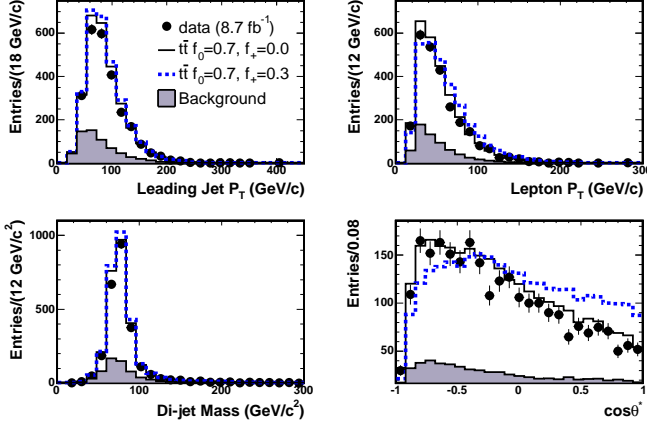 Entries/(18 GeV/c)
600
400
200
0
0 100 200 300 400
Leading Jet P_T (GeV/c)
data (8.7 fb⁻¹)
tt̄ f₀=0.7, f₊=0.0
tt̄ f₀=0.7, f₊=0.3
Background
Entries/(12 GeV/c)
600
400
200
0
0 100 200 300
Lepton P_T (GeV/c)
Entries/(12 GeV/c²)
1000
500
0
0 100 200 300
Di-jet Mass (GeV/c²)
Entries/0.08
150
100
50
-1 -0.5 0 0.5 1
cosθ*